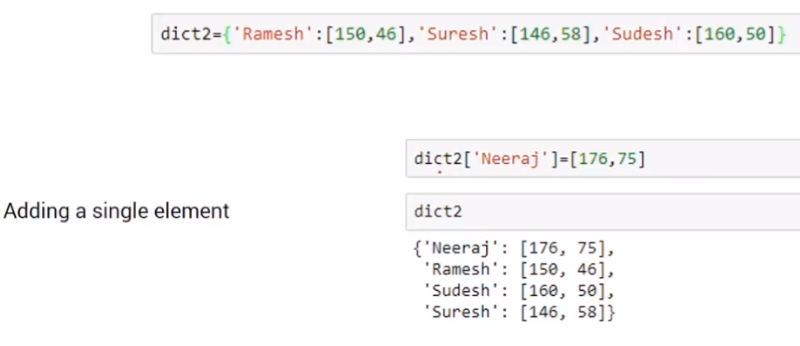 dict2={'Ramesh':[150,46],'Suresh':[146,58],'Sudesh':[160,50]}
dict2['Neeraj']=[176,75]
Adding a single element
dict2
{'Neeraj': [176, 75],
'Ramesh': [150, 46],
'Sudesh': [160, 50],
'Suresh': [146, 58]}